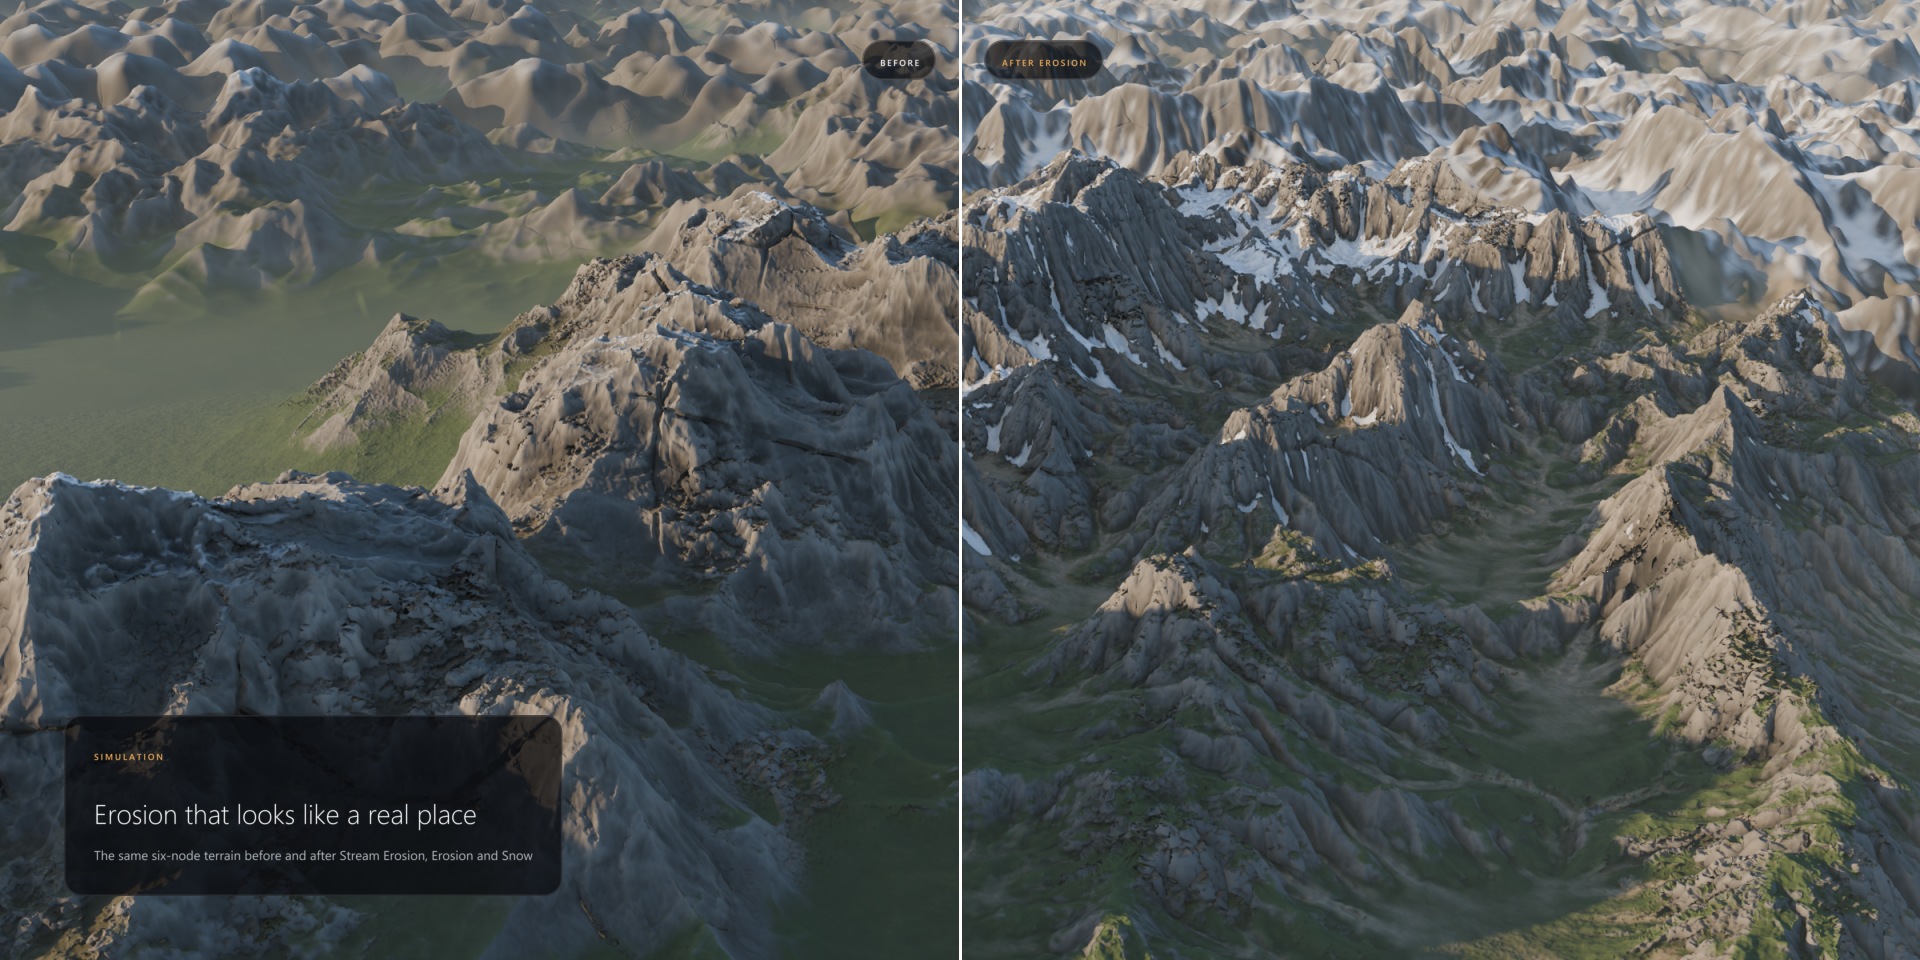 BEFORE
AFTER EROSION
SIMULATION
Erosion that looks like a real place
The same six-node terrain before and after Stream Erosion, Erosion and Snow